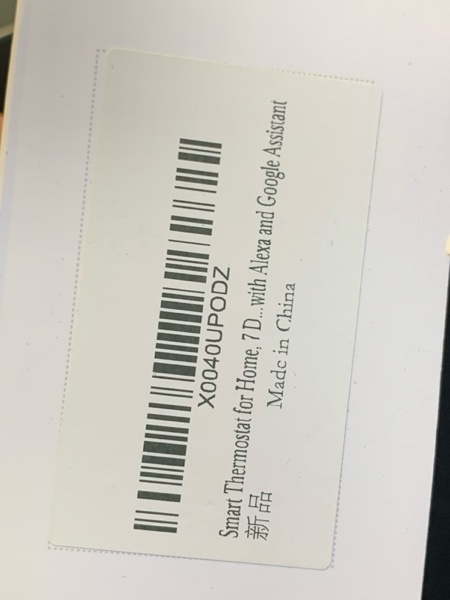 X0040UPODZ
Smart Thermostat for Home, 7 D...with Alexa and Google Assistant
新品
Made in China